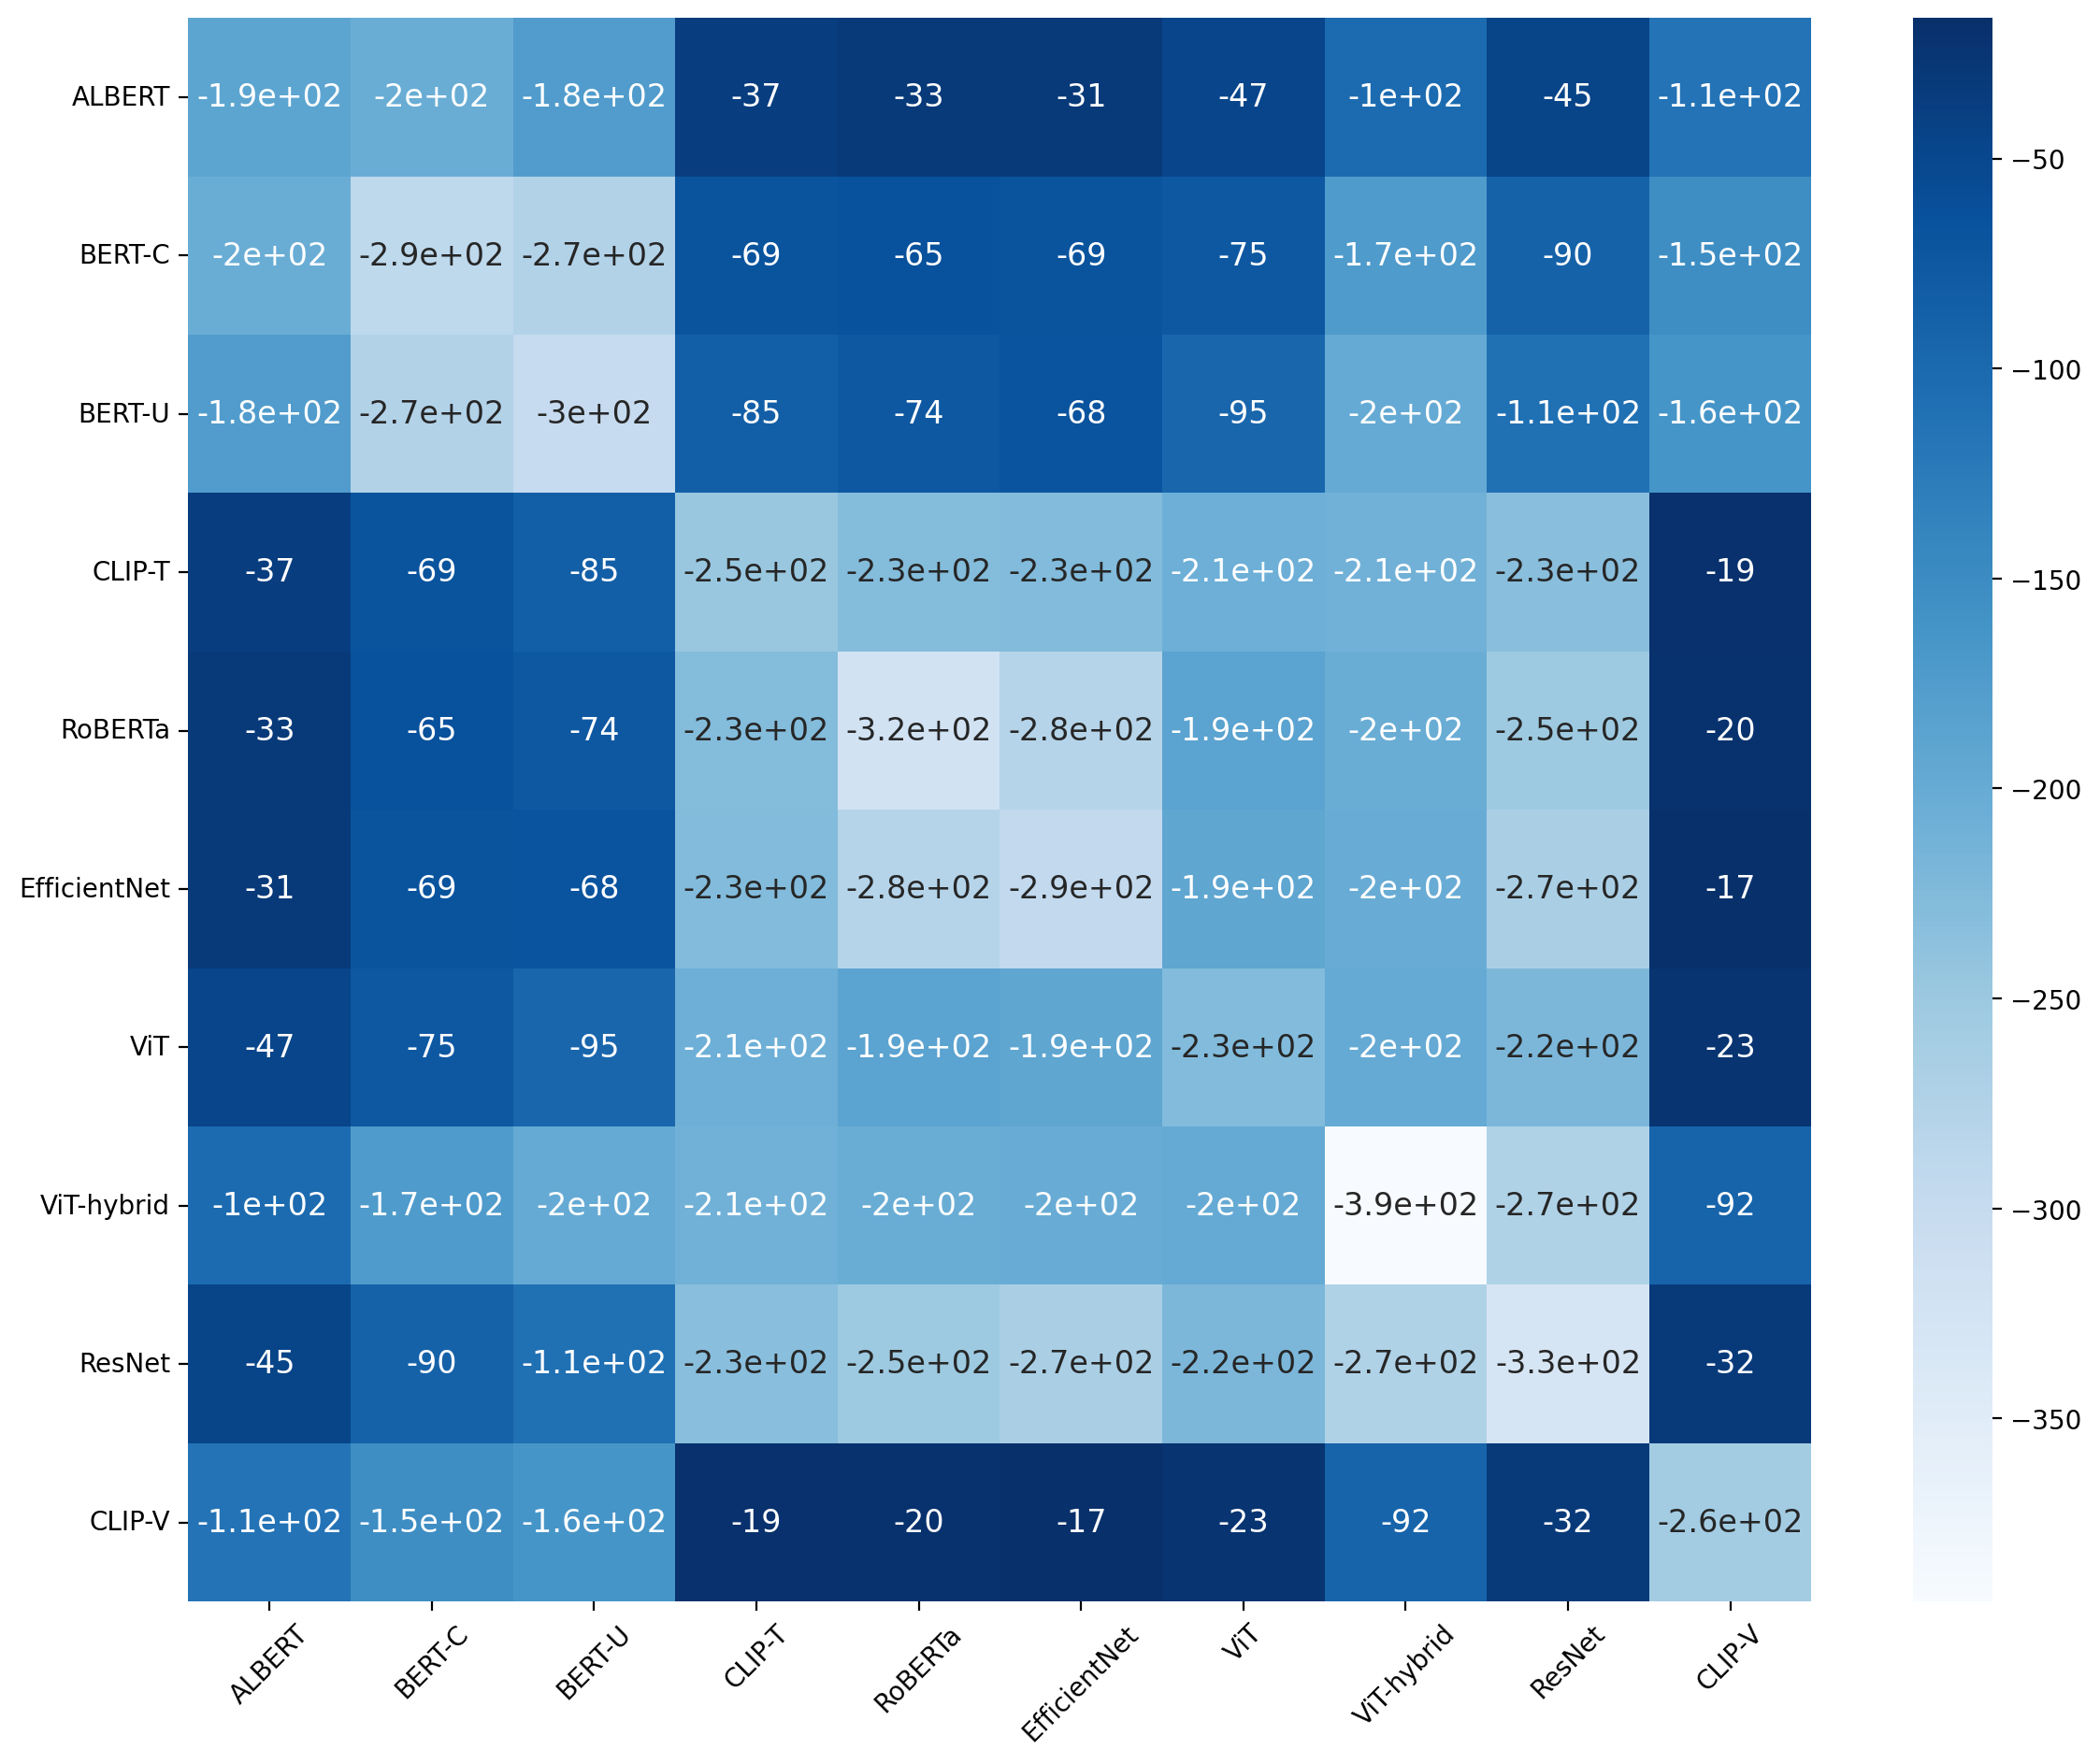 ALBERT -1.9e+02 -2e+02 -1.8e+02 -37 -33 -31 -47 -1e+02 -45 -1.1e+02
BERT-C -2e+02 -2.9e+02 -2.7e+02 -69 -65 -69 -75 -1.7e+02 -90 -1.5e+02
BERT-U -1.8e+02 -2.7e+02 -3e+02 -85 -74 -68 -95 -2e+02 -1.1e+02 -1.6e+02
CLIP-T -37 -69 -85 -2.5e+02 -2.3e+02 -2.3e+02 -2.1e+02 -2.1e+02 -2.3e+02 -19
RoBERTa -33 -65 -74 -2.3e+02 -3.2e+02 -2.8e+02 -1.9e+02 -2e+02 -2.5e+02 -20
EfficientNet -31 -69 -68 -2.3e+02 -2.8e+02 -2.9e+02 -1.9e+02 -2e+02 -2.7e+02 -17
ViT -47 -75 -95 -2.1e+02 -1.9e+02 -1.9e+02 -2.3e+02 -2e+02 -2.2e+02 -23
ViT-hybrid -1e+02 -1.7e+02 -2e+02 -2.1e+02 -2e+02 -2e+02 -2e+02 -3.9e+02 -2.7e+02 -92
ResNet -45 -90 -1.1e+02 -2.3e+02 -2.5e+02 -2.7e+02 -2.2e+02 -2.7e+02 -3.3e+02 -32
CLIP-V -1.1e+02 -1.5e+02 -1.6e+02 -19 -20 -17 -23 -92 -32 -2.6e+02
ALBERT BERT-C BERT-U CLIP-T RoBERTa EfficientNet ViT ViT-hybrid ResNet CLIP-V
−50
−100
−150
−200
−250
−300
−350